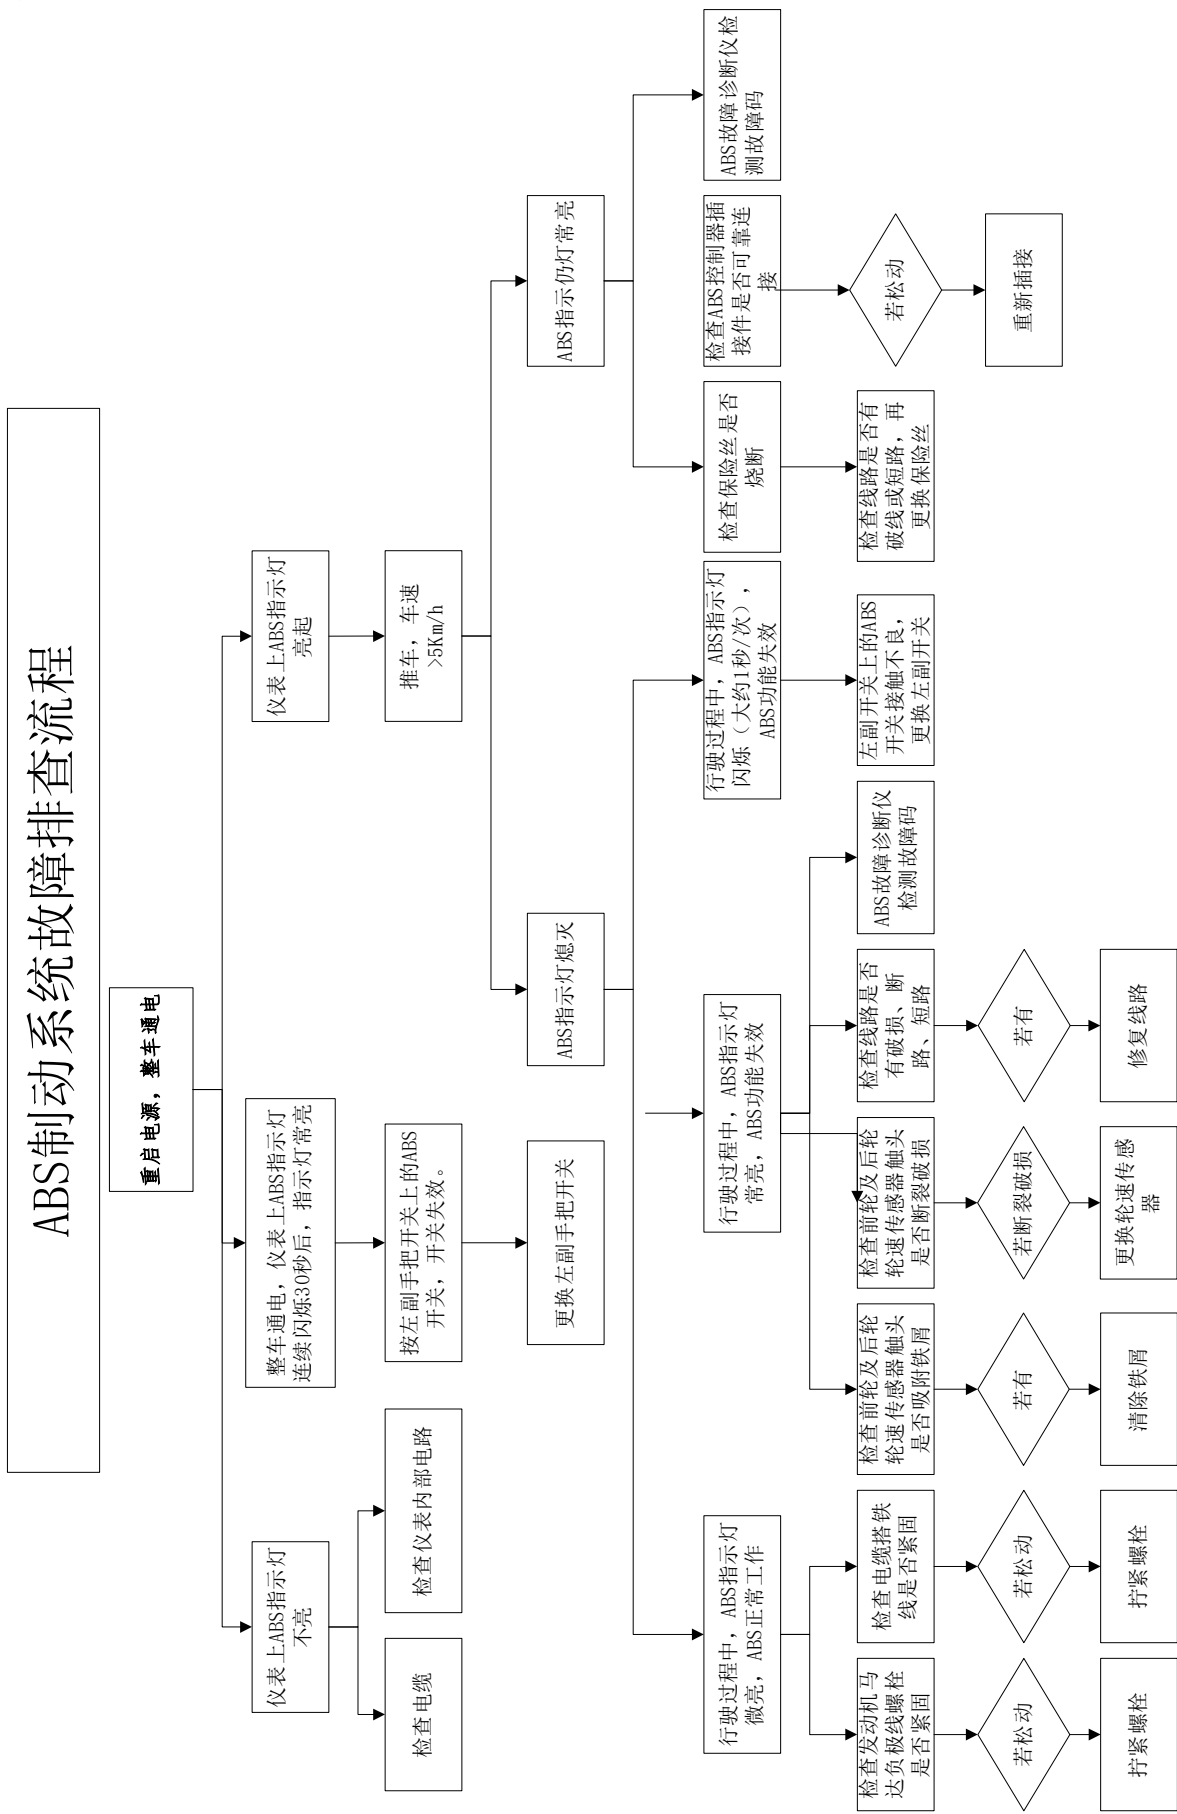 ABS制动系统故障排查流程
重启电源，整车通电
仪表上ABS指示灯
不亮
整车通电，仪表上ABS指示灯
连续闪烁30秒后，指示灯常亮
仪表上ABS指示灯
亮起
检查电缆
检查仪表内部电路
按左副手把开关上的ABS
开关，开关失效。
推车，车速
>5Km/h
更换左副手把开关
ABS指示灯熄灭
ABS指示仍灯常亮
行驶过程中，ABS指示灯
微亮，ABS正常工作
行驶过程中，ABS指示灯
常亮，ABS功能失效
行驶过程中，ABS指示灯
闪烁（大约1秒/次），
ABS功能失效
检查保险丝是否
烧断
检查ABS控制器插
接件是否可靠连
接
ABS故障诊断仪检
测故障码
检查发动机马
达负极线螺栓
是否紧固
检查电缆搭铁
线是否紧固
检查前轮及后轮
轮速传感器触头
是否吸附铁屑
检查前轮及后轮
轮速传感器触头
是否断裂破损
检查线路是否
有破损、断
路、短路
ABS故障诊断仪
检测故障码
左副开关上的ABS
开关接触不良，
更换左副开关
检查线路是否有
破线或短路，再
更换保险丝
若松动
若松动
若松动
若有
若断裂破损
若有
重新插接
拧紧螺栓
拧紧螺栓
清除铁屑
更换轮速传感
器
修复线路